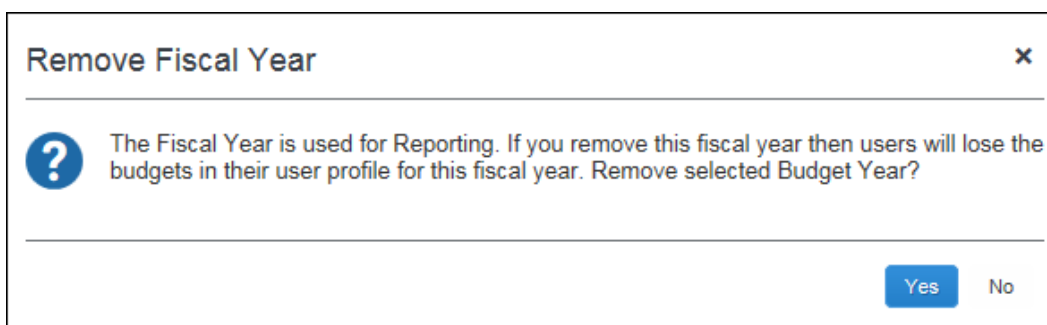 Remove Fiscal Year
×
The Fiscal Year is used for Reporting. If you remove this fiscal year then users will lose the
budgets in their user profile for this fiscal year. Remove selected Budget Year?
Yes No